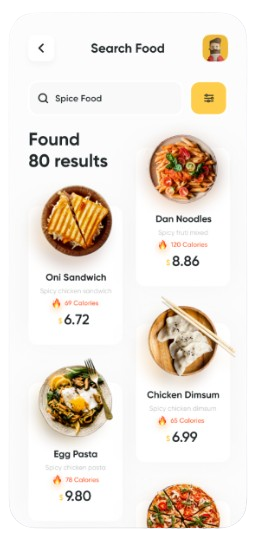 Search Food
Spice Food
Found
80 results
Dan Noodles
Spicy fruit mixed
120 Calories
$ 8.86
Oni Sandwich
Spicy chicken sandwich
69 Calories
$ 6.72
Chicken Dimsum
Spicy chicken dimsum
65 Calories
$ 6.99
Egg Pasta
Spicy chicken pasta
78 Calories
$ 9.80